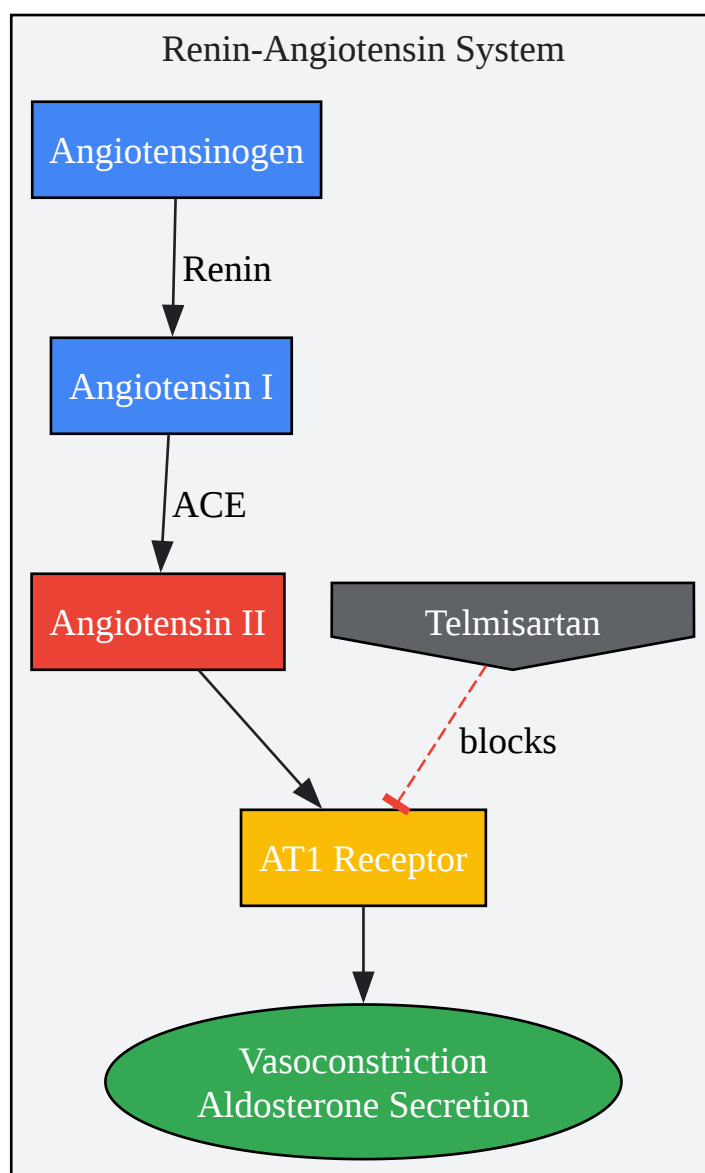 Renin-Angiotensin System
Angiotensinogen
Renin
Angiotensin I
ACE
Angiotensin II
Telmisartan
blocks
AT1 Receptor
Vasoconstriction
Aldosterone Secretion